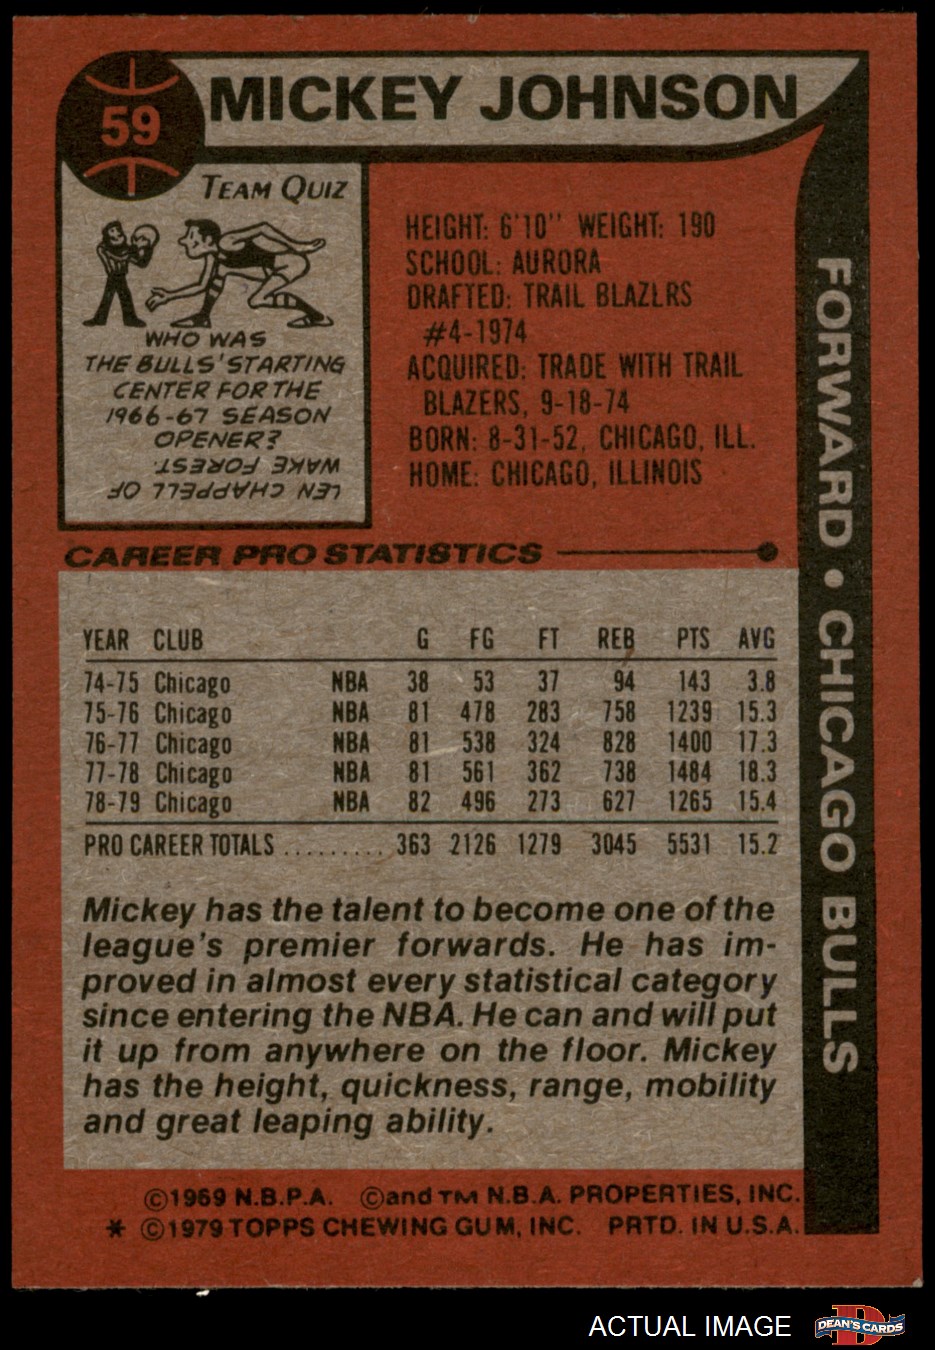 59
MICKEY JOHNSON
TEAM QUIZ
WHO WAS
THE BULLS' STARTING
CENTER FOR THE
1966-67 SEASON
OPENER?
LEN CHAPPELL OF
WAKE FOREST.
HEIGHT: 6'10" WEIGHT: 190
SCHOOL: AURORA
DRAFTED: TRAIL BLAZLRS
#4-1974
ACQUIRED: TRADE WITH TRAIL
BLAZERS, 9-18-74
BORN: 8-31-52, CHICAGO, ILL.
HOME: CHICAGO, ILLINOIS
FORWARD • CHICAGO BULLS
CAREER PRO STATISTICS
YEAR CLUB G FG FT REB PTS AVG
74-75 Chicago NBA 38 53 37 94 143 3.8
75-76 Chicago NBA 81 478 283 758 1239 15.3
76-77 Chicago NBA 81 538 324 828 1400 17.3
77-78 Chicago NBA 81 561 362 738 1484 18.3
78-79 Chicago NBA 82 496 273 627 1265 15.4
PRO CAREER TOTALS ......... 363 2126 1279 3045 5531 15.2
Mickey has the talent to become one of the
league's premier forwards. He has im-
proved in almost every statistical category
since entering the NBA. He can and will put
it up from anywhere on the floor. Mickey
has the height, quickness, range, mobility
and great leaping ability.
©1969 N.B.P.A. ©and TM N.B.A. PROPERTIES, INC.
* ©1979 TOPPS CHEWING GUM, INC. PRTD. IN U.S.A.
ACTUAL IMAGE
D
DEAN'S CARDS